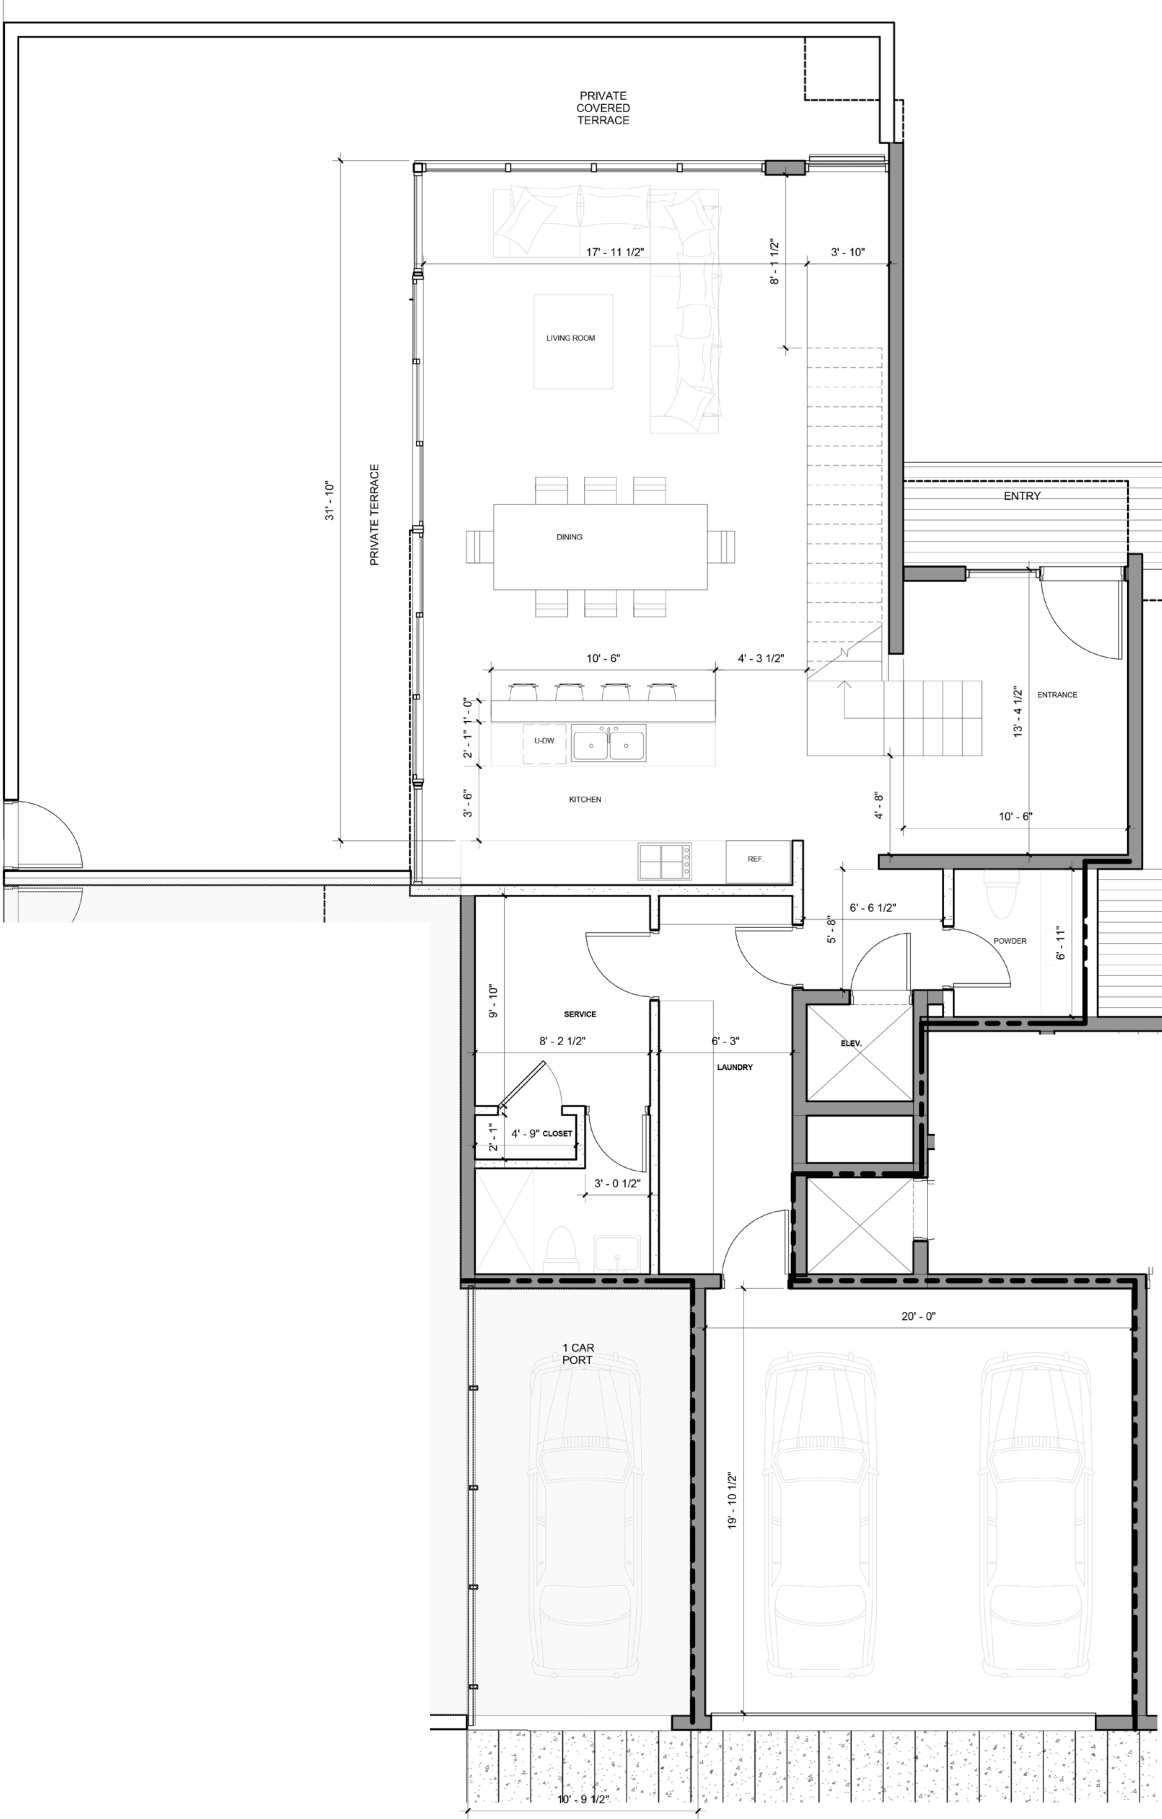 PRIVATE
COVERED
TERRACE
17' - 11 1/2"
8' - 1 1/2"
3' - 10"
LIVING ROOM
31' - 10"
PRIVATE TERRACE
ENTRY
DINING
10' - 6"
4' - 3 1/2"
1' - 0"
2' - 1"
U-DW
ENTRANCE
13' - 4 1/2"
3' - 6"
KITCHEN
4' - 8"
10' - 6"
REF.
6' - 6 1/2"
5' - 8"
POWDER
6' - 11"
9' - 10"
SERVICE
8' - 2 1/2"
6' - 3"
ELEV.
LAUNDRY
2' - 1"
4' - 9" CLOSET
3' - 0 1/2"
20' - 0"
1 CAR
PORT
19' - 10 1/2"
10' - 9 1/2"